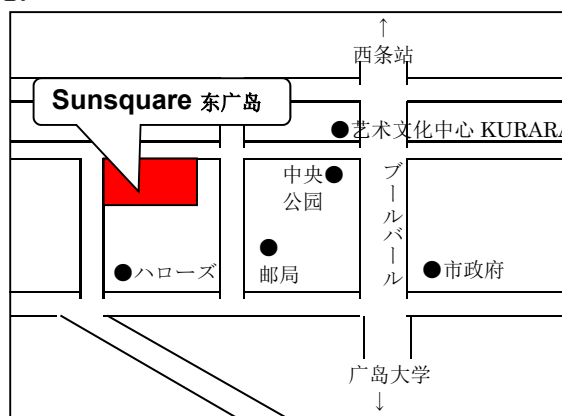 ↑
西条站
Sunsquare 东广岛
●艺术文化中心 KURARA
中央●
公园
ブールバール
●ハローズ
●
邮局
●市政府
广岛大学
↓